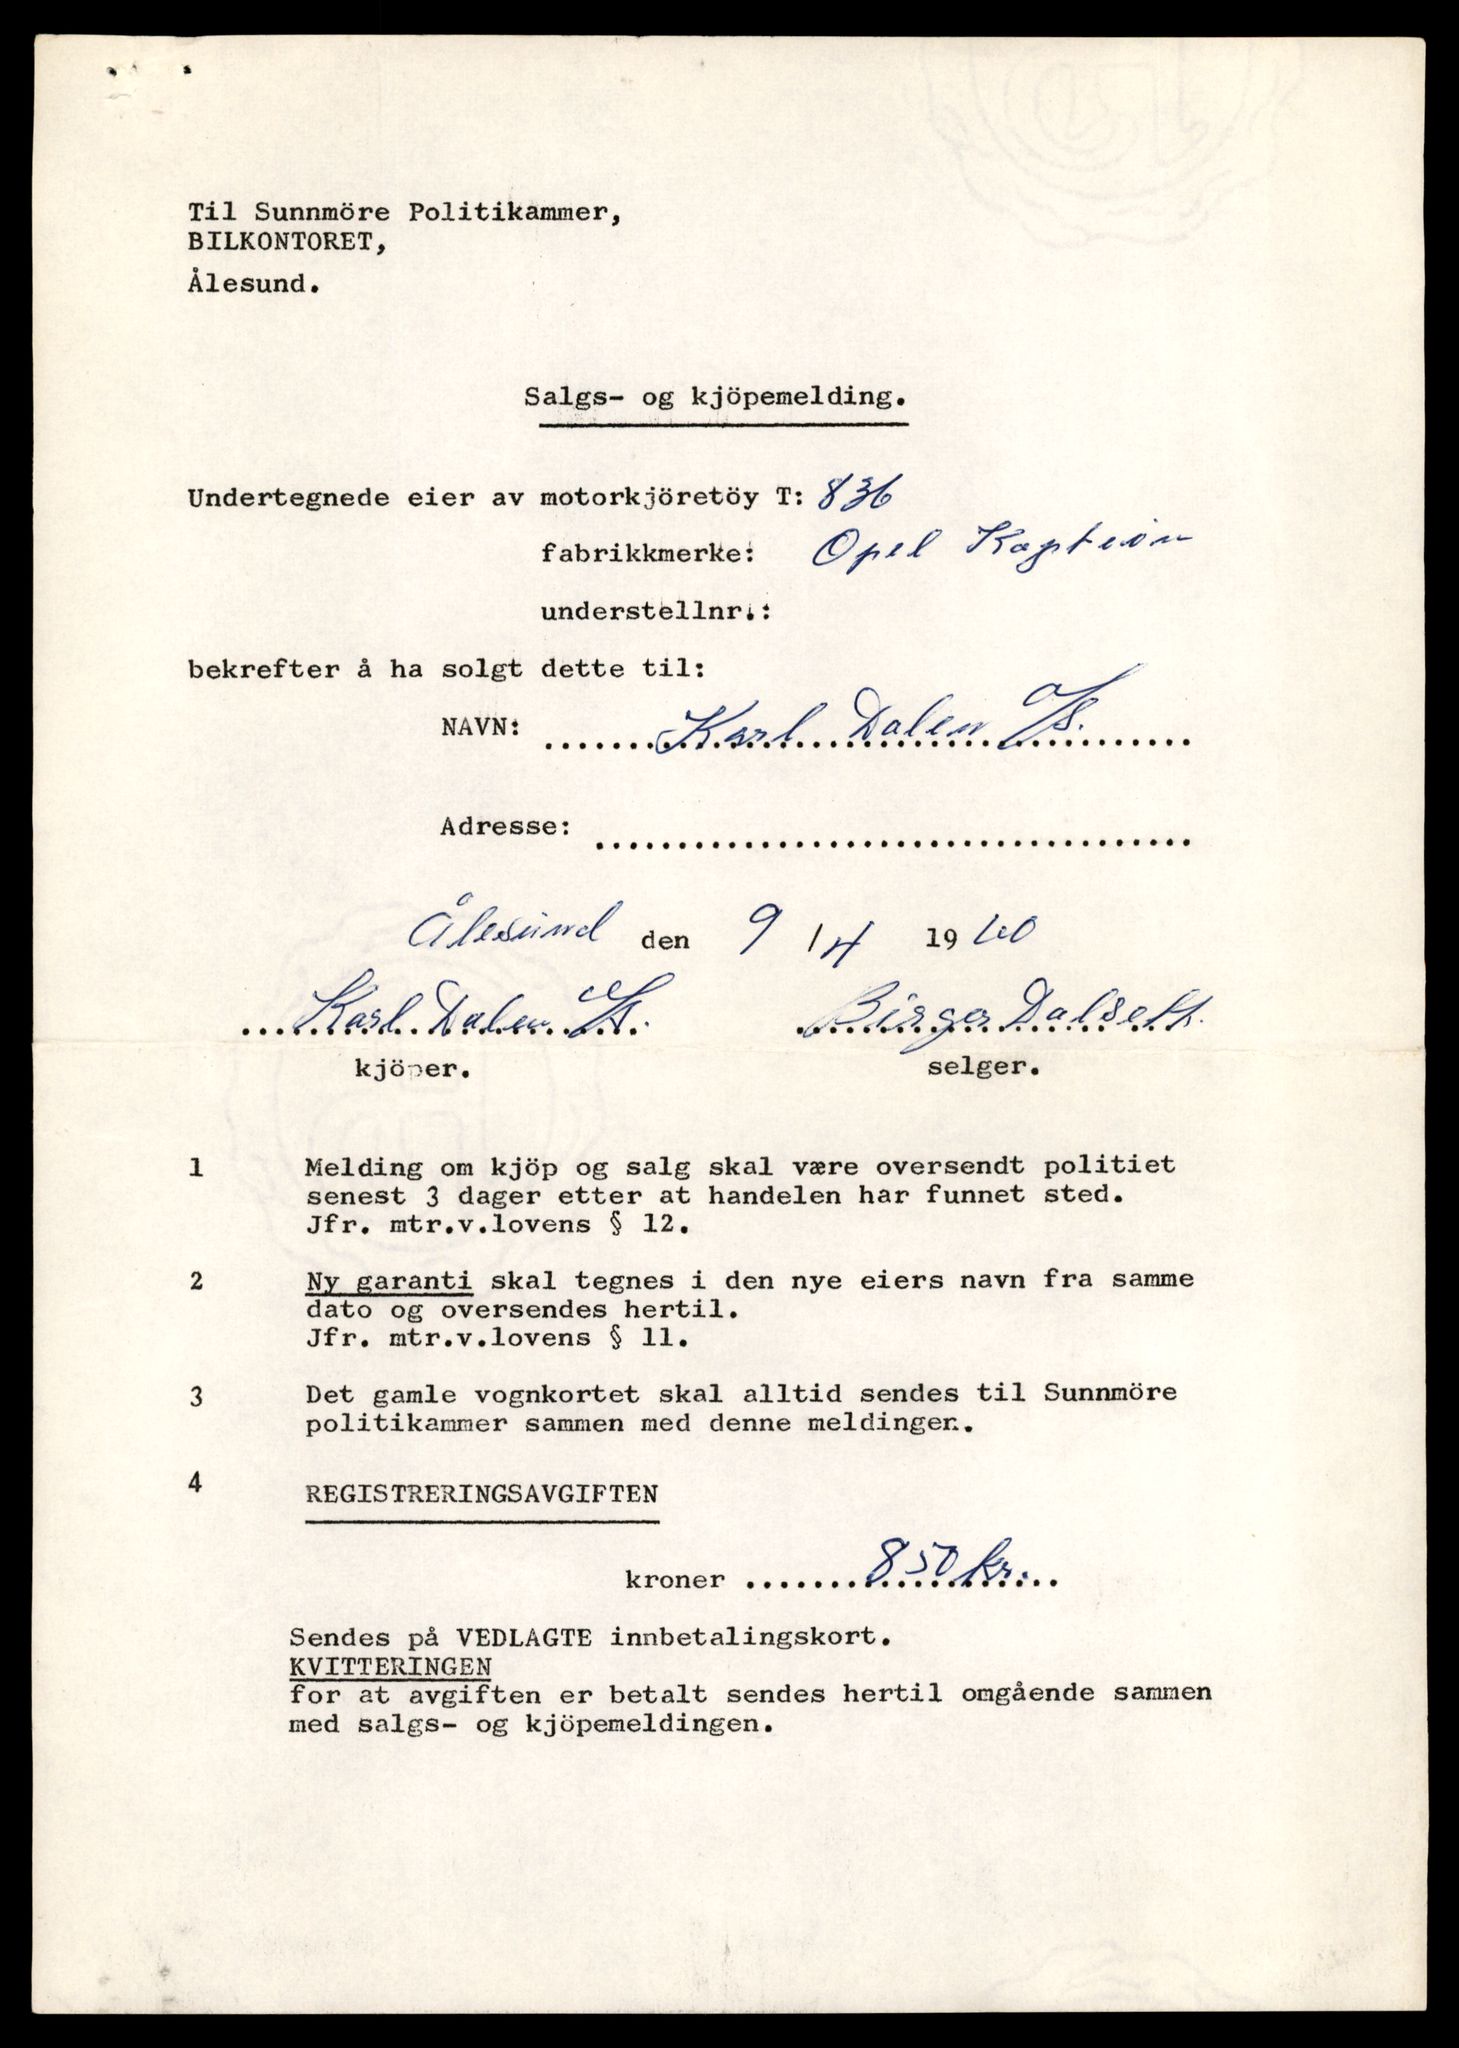 Til Sunnmöre Politikammer,
BILKONTORET,
Ålesund.
Salgs- og kjöpemelding.
Undertegnede eier av motorkjöretöy T: 836
fabrikkmerke: Opel Kaptein
understellnr.:
bekrefter å ha solgt dette til:
NAVN: Karl Dalen A/S.
Adresse:
Ålesund den 9/4 1960
Karl Dalen A/S. Birger Dalseth.
kjöper. selger.
1 Melding om kjöp og salg skal være oversendt politiet
senest 3 dager etter at handelen har funnet sted.
Jfr. mtr.v.lovens § 12.
2 Ny garanti skal tegnes i den nye eiers navn fra samme
dato og oversendes hertil.
Jfr. mtr.v.lovens § 11.
3 Det gamle vognkortet skal alltid sendes til Sunnmöre
politikammer sammen med denne meldingen.
4 REGISTRERINGSAVGIFTEN
kroner 850 kr.
Sendes på VEDLAGTE innbetalingskort.
KVITTERINGEN
for at avgiften er betalt sendes hertil omgående sammen
med salgs- og kjöpemeldingen.